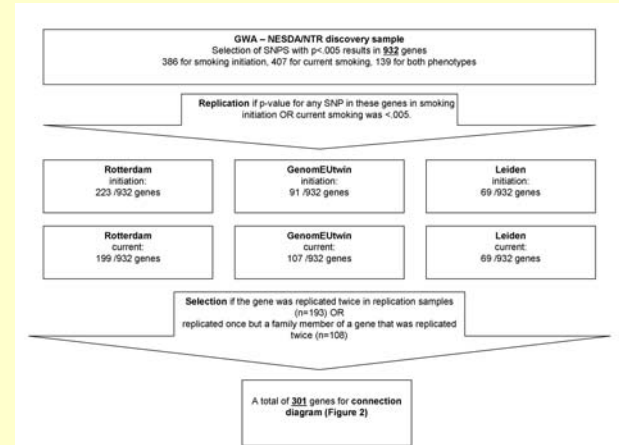 GWA – NESDA/NTR discovery sample
Selection of SNPS with p<.005 results in 932 genes
386 for smoking initiation, 407 for current smoking, 139 for both phenotypes
Replication if p-value for any SNP in these genes in smoking
initiation OR current smoking was <.005.
Rotterdam
initiation:
223 /932 genes
GenomEUtwin
initiation:
91 /932 genes
Leiden
initiation:
69 /932 genes
Rotterdam
current:
199 /932 genes
GenomEUtwin
current:
107 /932 genes
Leiden
current:
69 /932 genes
Selection if the gene was replicated twice in replication samples
(n=193) OR
replicated once but a family member of a gene that was replicated
twice (n=108)
A total of 301 genes for connection
diagram (Figure 2)